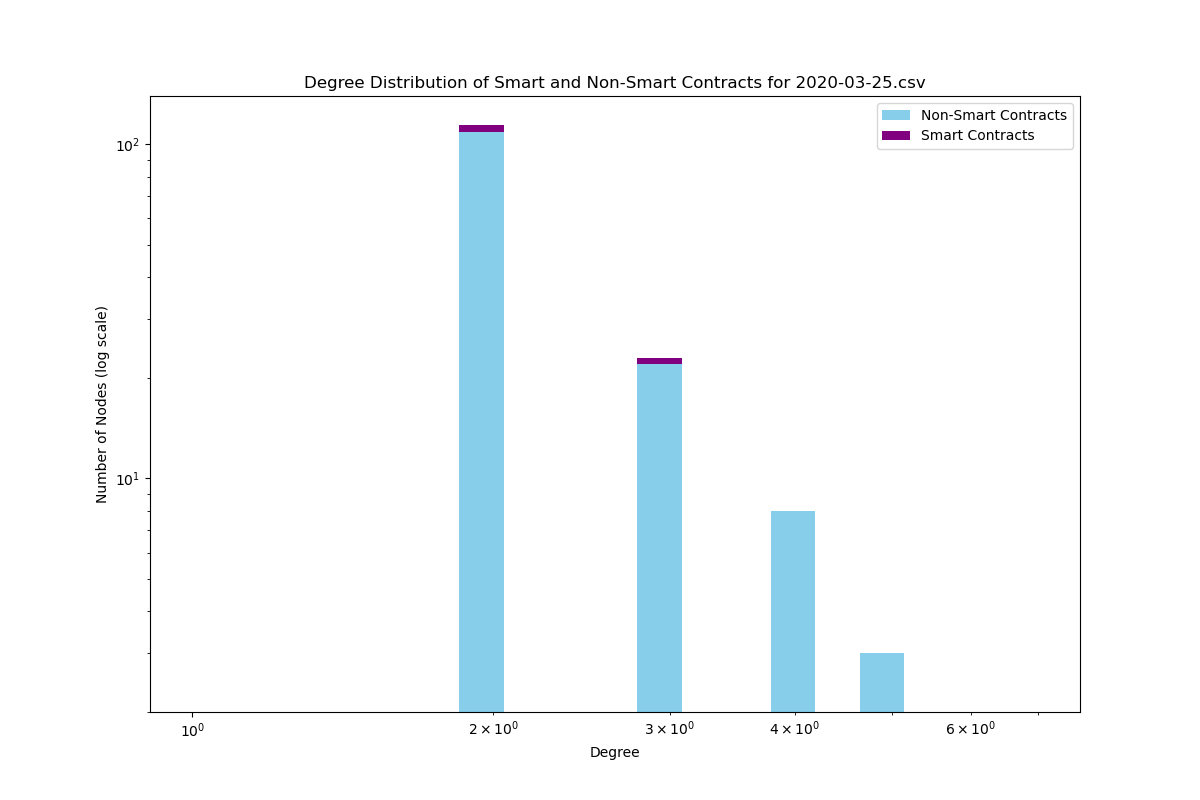 Degree Distribution of Smart and Non-Smart Contracts for 2020-03-25.csv
Non-Smart Contracts
Smart Contracts
Number of Nodes (log scale)
10²
10¹
10⁰
2 × 10⁰
3 × 10⁰
4 × 10⁰
6 × 10⁰
Degree